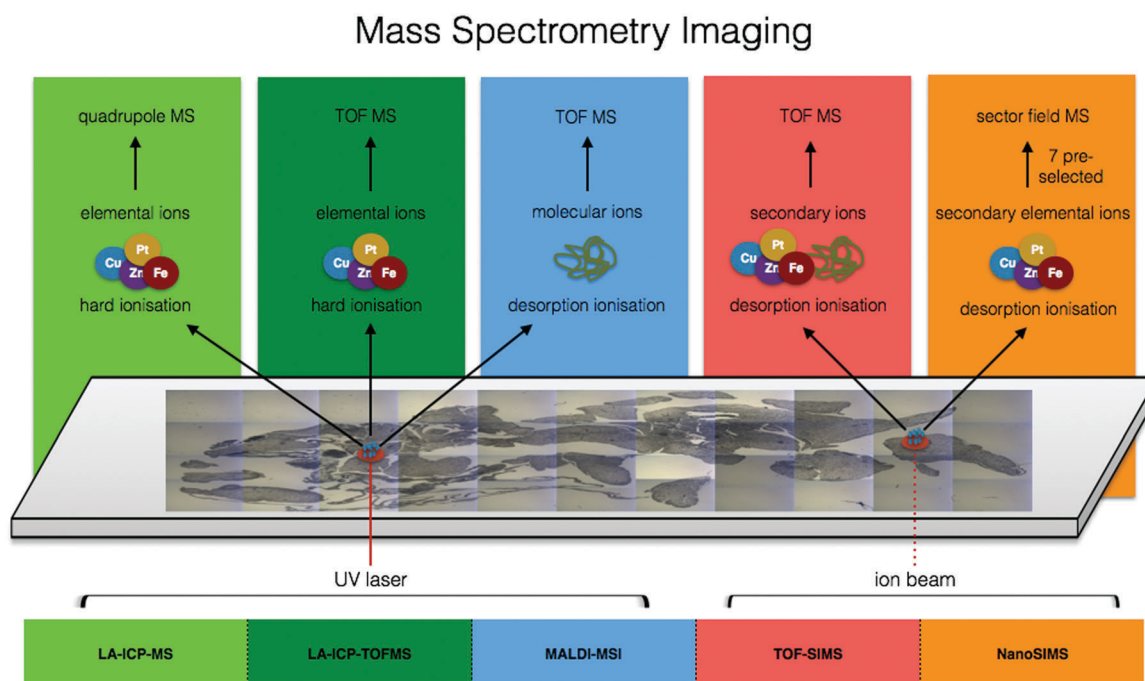 Mass Spectrometry Imaging
quadrupole MS
elemental ions
Cu
Pt
Zn
Fe
hard ionisation
TOF MS
elemental ions
Cu
Pt
Zn
Fe
hard ionisation
TOF MS
molecular ions
desorption ionisation
TOF MS
secondary ions
Cu
Pt
Zn
Fe
desorption ionisation
sector field MS
7 pre-
selected
secondary elemental ions
Cu
Pt
Zn
Fe
desorption ionisation
UV laser
ion beam
LA-ICP-MS
LA-ICP-TOFMS
MALDI-MSI
TOF-SIMS
NanoSIMS